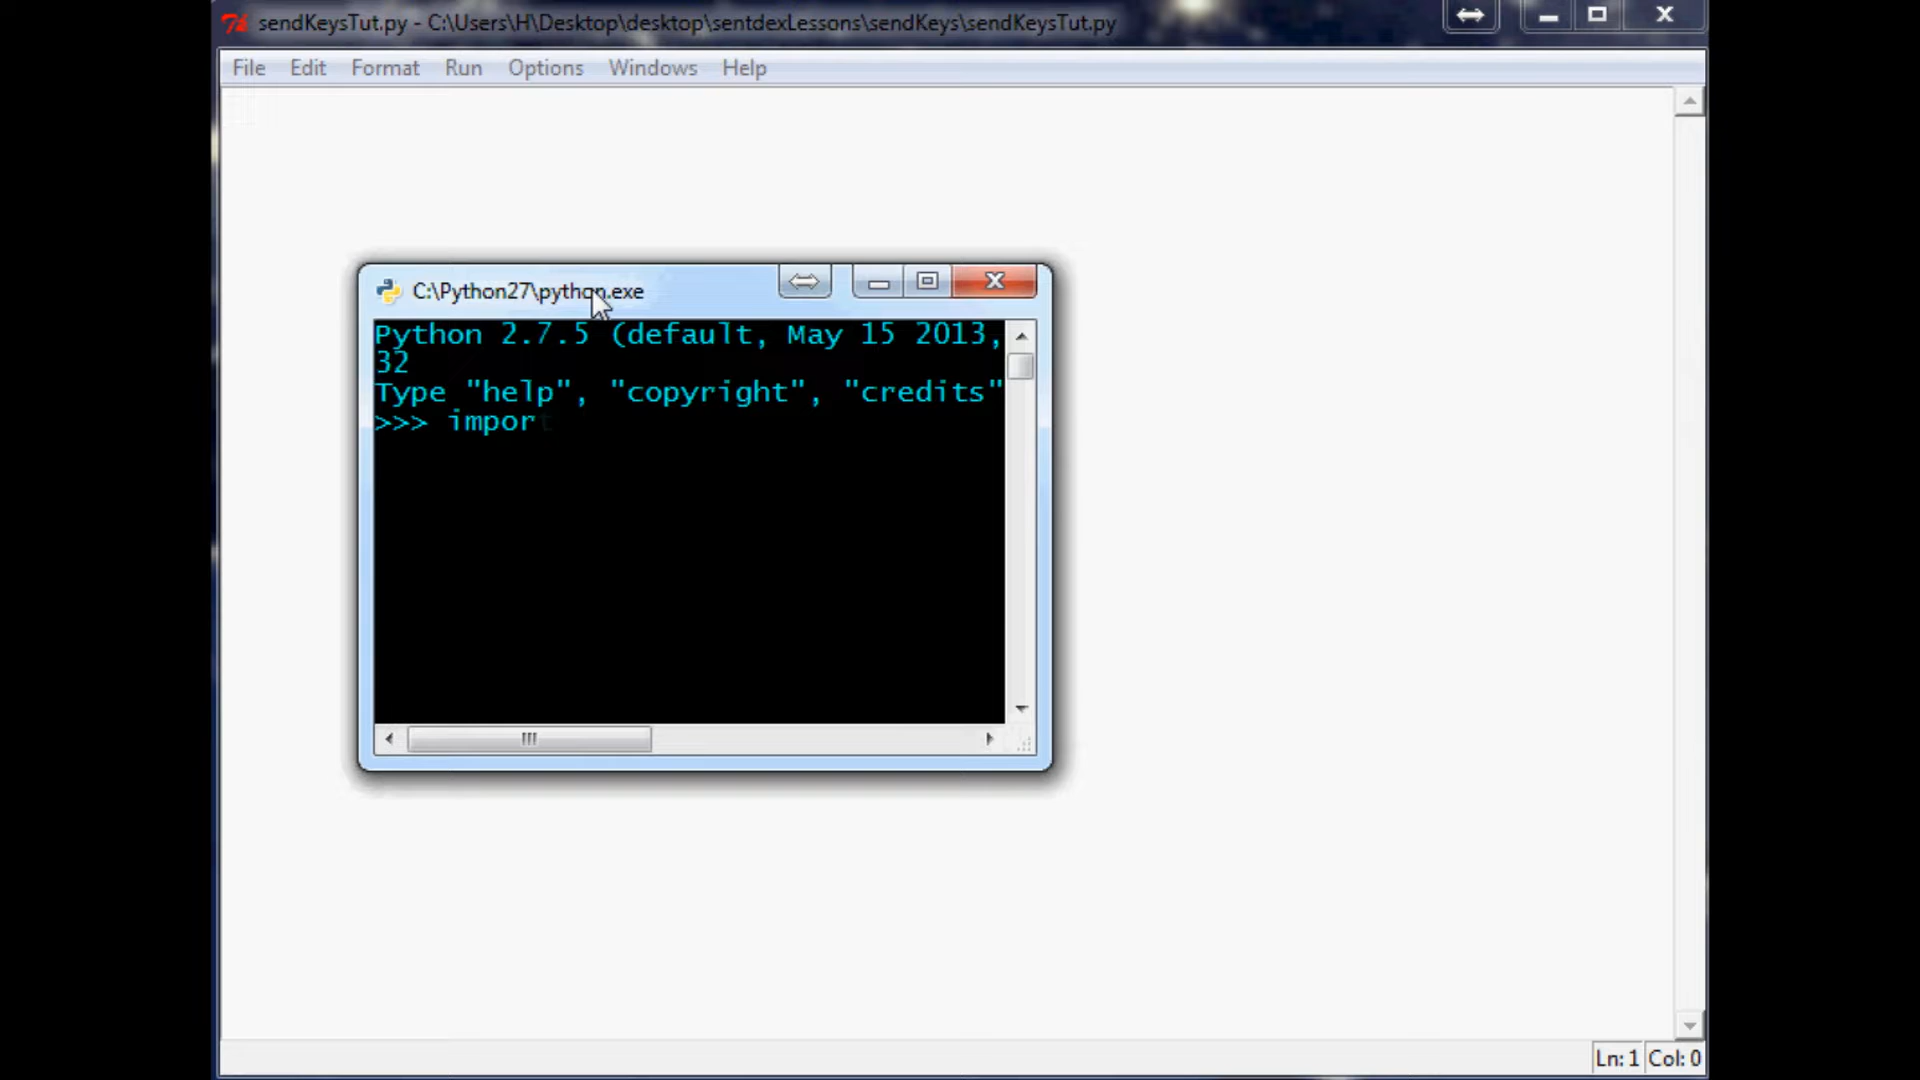 sendKeysTut.py - C:\Users\H\Desktop\desktop\sentdexLessons\sendKeys\sendKeysTut.py
File Edit Format Run Options Windows Help
C:\Python27\python.exe
Python 2.7.5 (default, May 15 2013,
32
Type "help", "copyright", "credits"
>>> import
Ln: 1 Col: 0